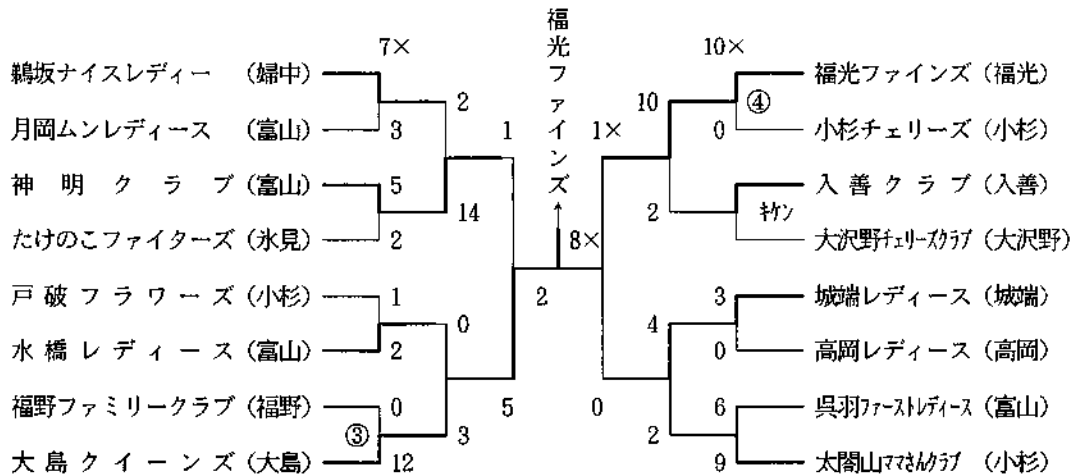 福光ファインズ
7×
10×
鵜坂ナイスレディー (婦中)
福光ファインズ (福光)
2
10
④
月岡ムンレディース (富山)
3
1
1×
0
小杉チェリーズ (小杉)
神明クラブ (富山)
5
入善クラブ (入善)
14
2
キケン
たけのこファイターズ (氷見)
2
8×
大沢野チェリーズクラブ (大沢野)
戸破フラワーズ (小杉)
1
2
3
城端レディース (城端)
0
4
水橋レディース (富山)
2
0
高岡レディース (高岡)
福野ファミリークラブ (福野)
0
5
0
6
呉羽ファーストレディース (富山)
③
3
2
大島クイーンズ (大島)
12
9
太閤山ママさんクラブ (小杉)